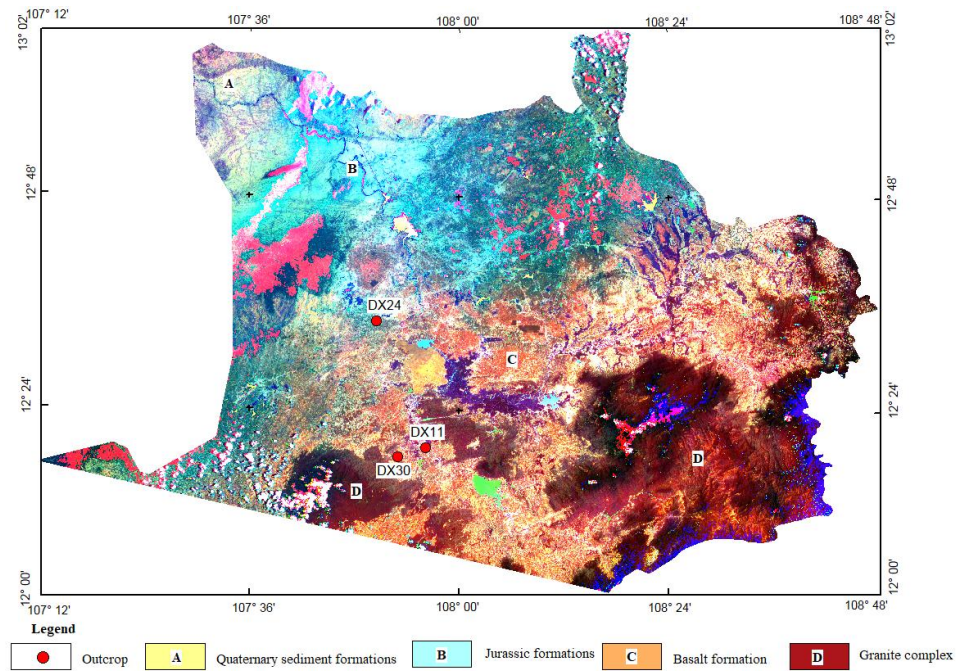 107° 12' 107° 36' 108° 00' 108° 24' 108° 48'
13° 02' 13° 02'
A
B
12° 48' 12° 48'
DX24
C
12° 24' 12° 24'
DX11
DX30
D
D
12° 00' 12° 00'
107° 12' 107° 36' 108° 00' 108° 24' 108° 48'
Legend
Outcrop A Quaternary sediment formations B Jurassic formations C Basalt formation D Granite complex